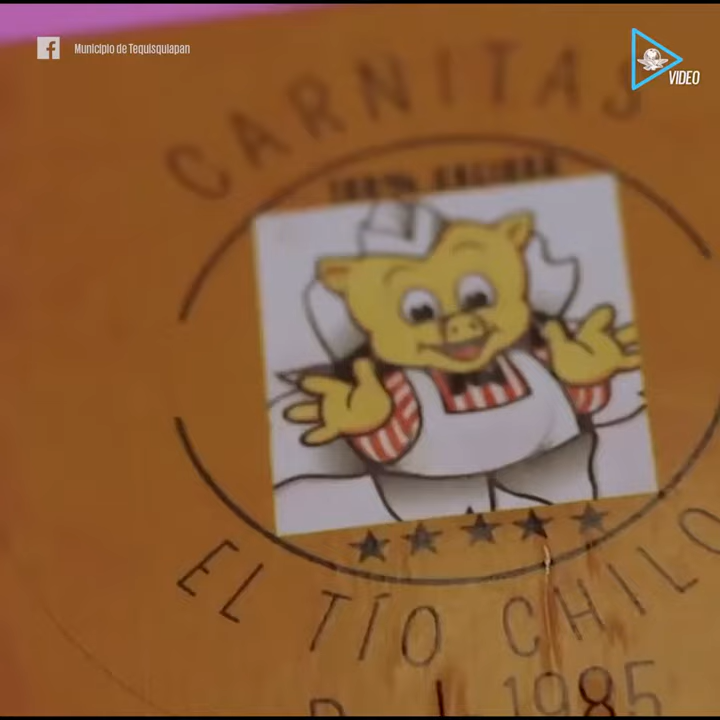 Municipio de Tequisquiapan
VIDEO
CARNITAS
EL TÍO CHILO
1985